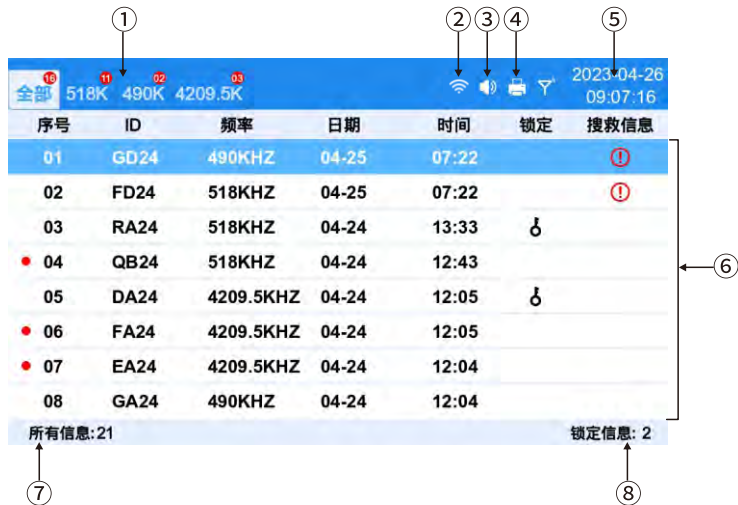 ① ② ③ ④ ⑤
16 11 02 03
全部 518K 490K 4209.5K 2023-04-26
09:07:16
序号 ID 频率 日期 时间 锁定 搜救信息
01 GD24 490KHZ 04-25 07:22
02 FD24 518KHZ 04-25 07:22
03 RA24 518KHZ 04-24 13:33
04 QB24 518KHZ 04-24 12:43
⑥
05 DA24 4209.5KHZ 04-24 12:05
06 FA24 4209.5KHZ 04-24 12:05
07 EA24 4209.5KHZ 04-24 12:04
08 GA24 490KHZ 04-24 12:04
所有信息:21 锁定信息: 2
⑦ ⑧